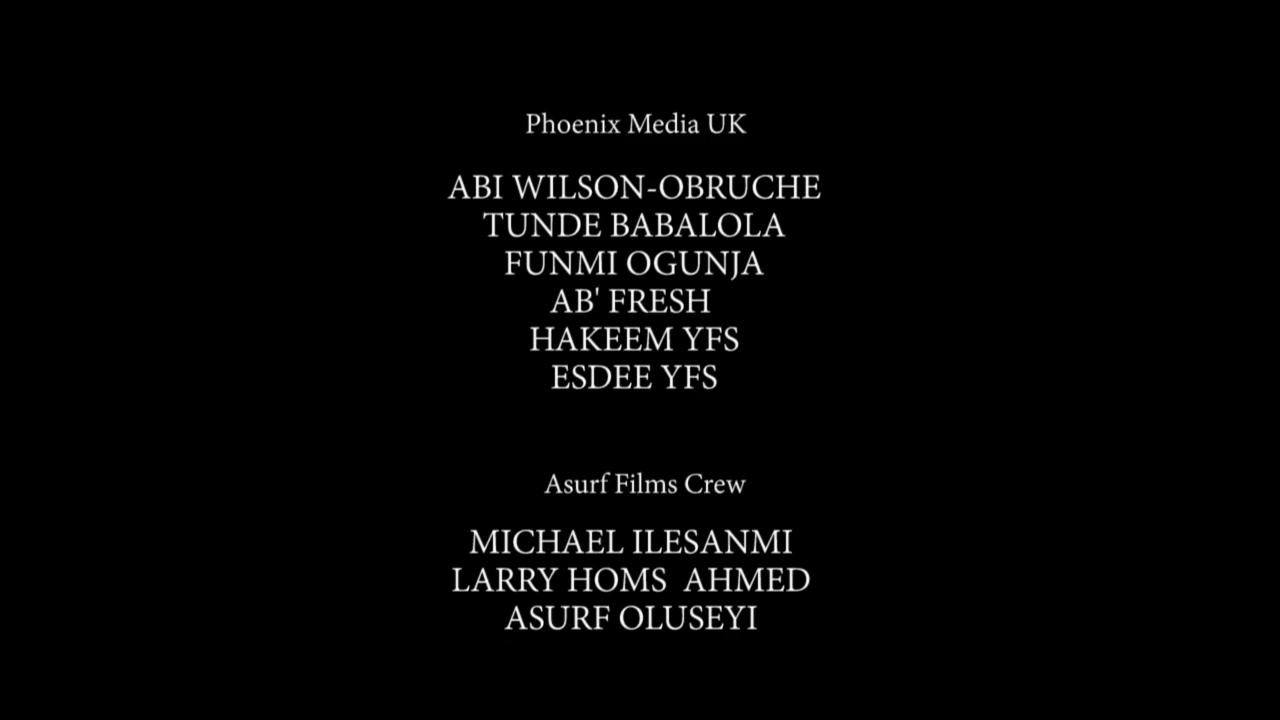 Phoenix Media UK
ABI WILSON-OBRUCHE
TUNDE BABALOLA
FUNMI OGUNJA
AB' FRESH
HAKEEM YFS
ESDEE YFS
Asurf Films Crew
MICHAEL ILESANMI
LARRY HOMS  AHMED
ASURF OLUSEYI